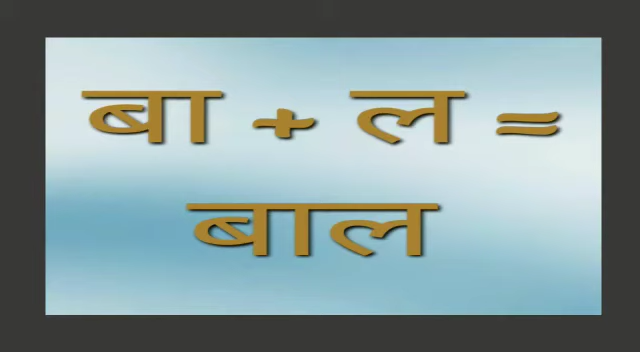 बा + ल =
बाल